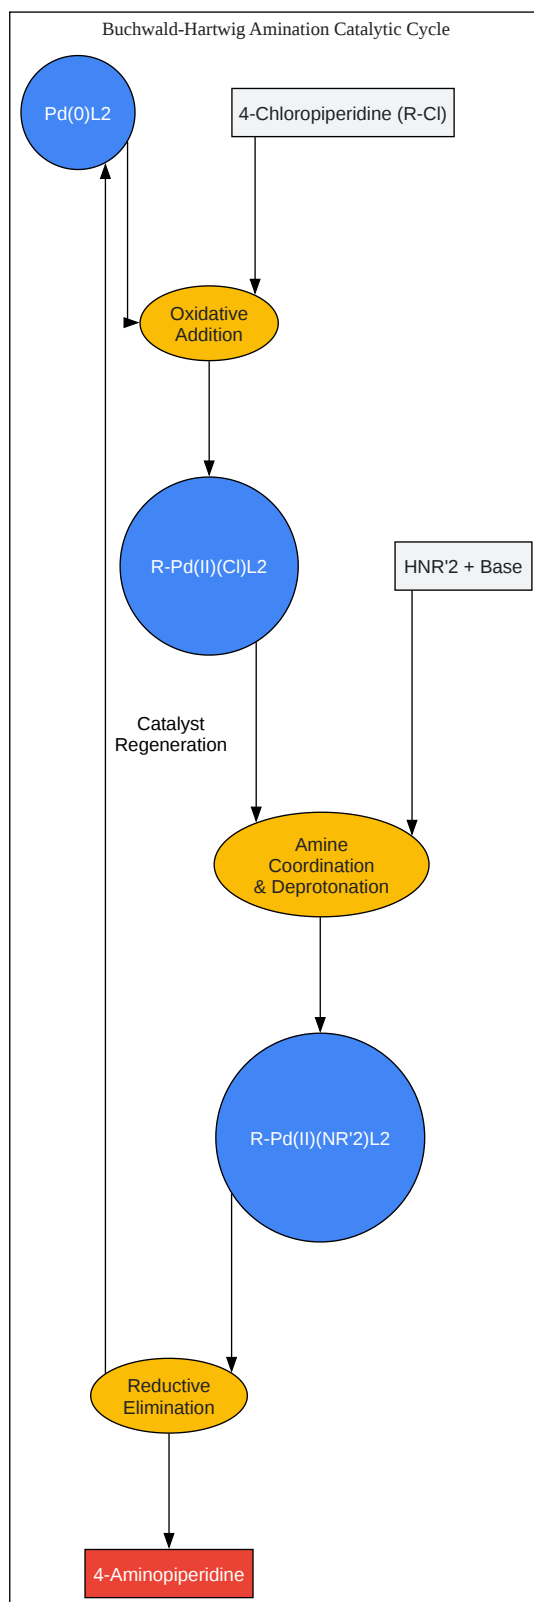 Buchwald-Hartwig Amination Catalytic Cycle
Pd(0)L2
4-Chloropiperidine (R-Cl)
Oxidative
Addition
R-Pd(II)(Cl)L2
HNR'2 + Base
Catalyst
Regeneration
Amine
Coordination
& Deprotonation
R-Pd(II)(NR'2)L2
Reductive
Elimination
4-Aminopiperidine